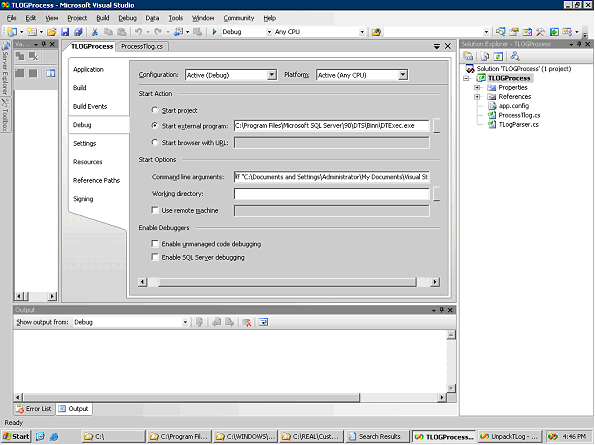 TLOGProcess - Microsoft Visual Studio
File Edit View Project Build Debug Data Tools Window Community Help
Debug Any CPU
Server Explorer
Toolbox
TLOGProcess ProcessTlog.cs
Application
Build
Build Events
Debug
Settings
Resources
Reference Paths
Signing
Configuration: Active (Debug) Platform: Active (Any CPU)
Start Action
Start project
Start external program: C:\Program Files\Microsoft SQL Server\90\DTS\Binn\DTExec.exe
Start browser with URL:
Start Options
Command line arguments: /f "C:\Documents and Settings\Administrator\My Documents\Visual St
Working directory:
Use remote machine
Enable Debuggers
Enable unmanaged code debugging
Enable SQL Server debugging
Solution Explorer - TLOGProcess
Solution 'TLOGProcess' (1 project)
TLOGProcess
Properties
References
app.config
ProcessTlog.cs
TLogParser.cs
Output
Show output from: Debug
Error List Output
Ready
Start C:\ C:\Program Fil... C:\WINDOWS\... C:\REAL\Cust... Search Results TLOGProcess... UnpackTLog - ... 4:46 PM